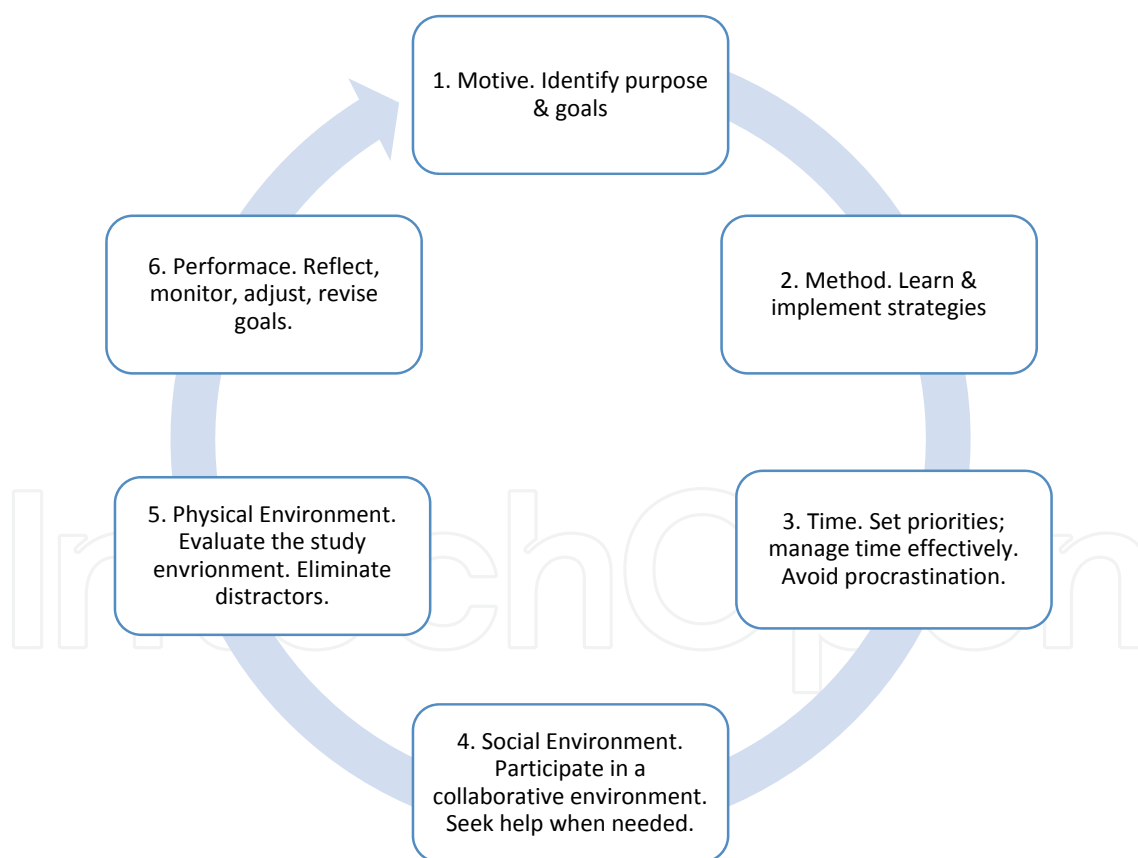 1. Motive. Identify purpose
& goals
2. Method. Learn &
implement strategies
3. Time. Set priorities;
manage time effectively.
Avoid procrastination.
4. Social Environment.
Participate in a
collaborative environment.
Seek help when needed.
5. Physical Environment.
Evaluate the study
envrionment. Eliminate
distractors.
6. Performace. Reflect,
monitor, adjust, revise
goals.
IntechOpen